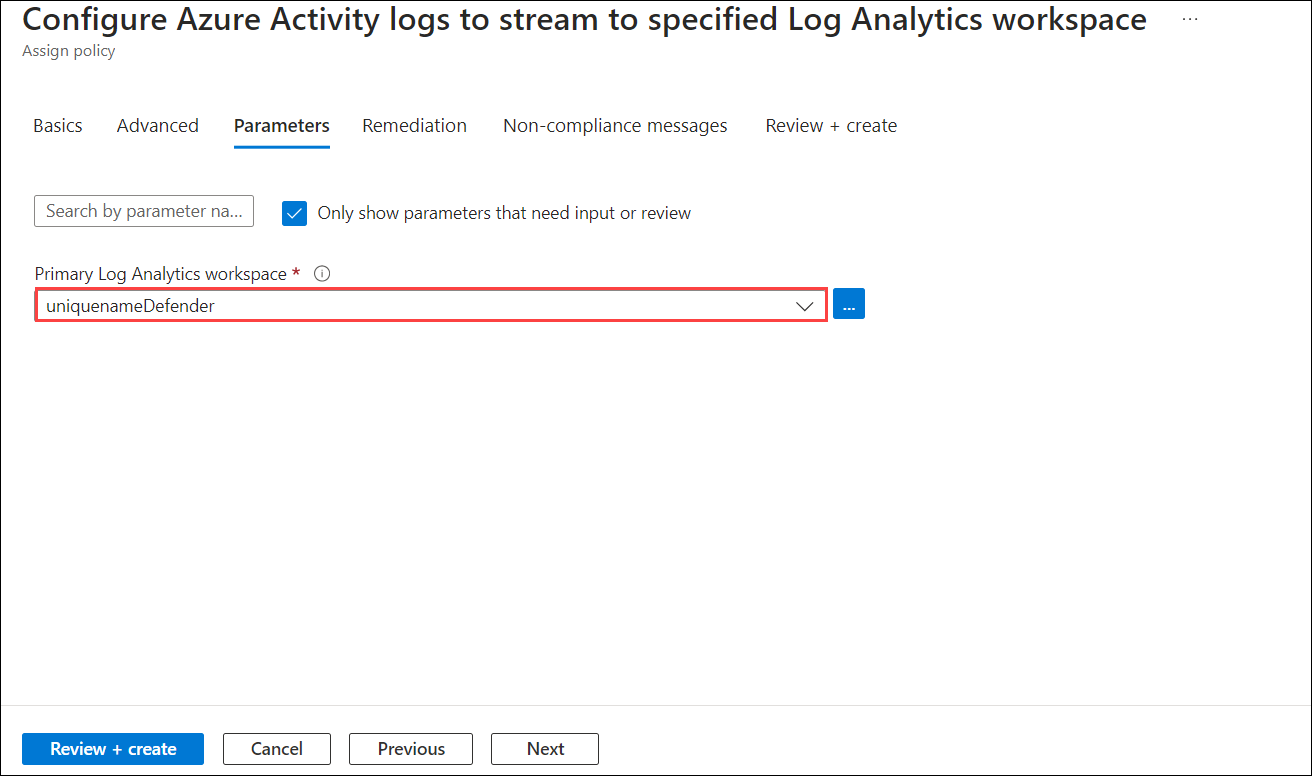 Configure Azure Activity logs to stream to specified Log Analytics workspace ...
Assign policy
Basics Advanced Parameters Remediation Non-compliance messages Review + create
Search by parameter na... Only show parameters that need input or review
Primary Log Analytics workspace *
uniquenameDefender ...
Review + create Cancel Previous Next